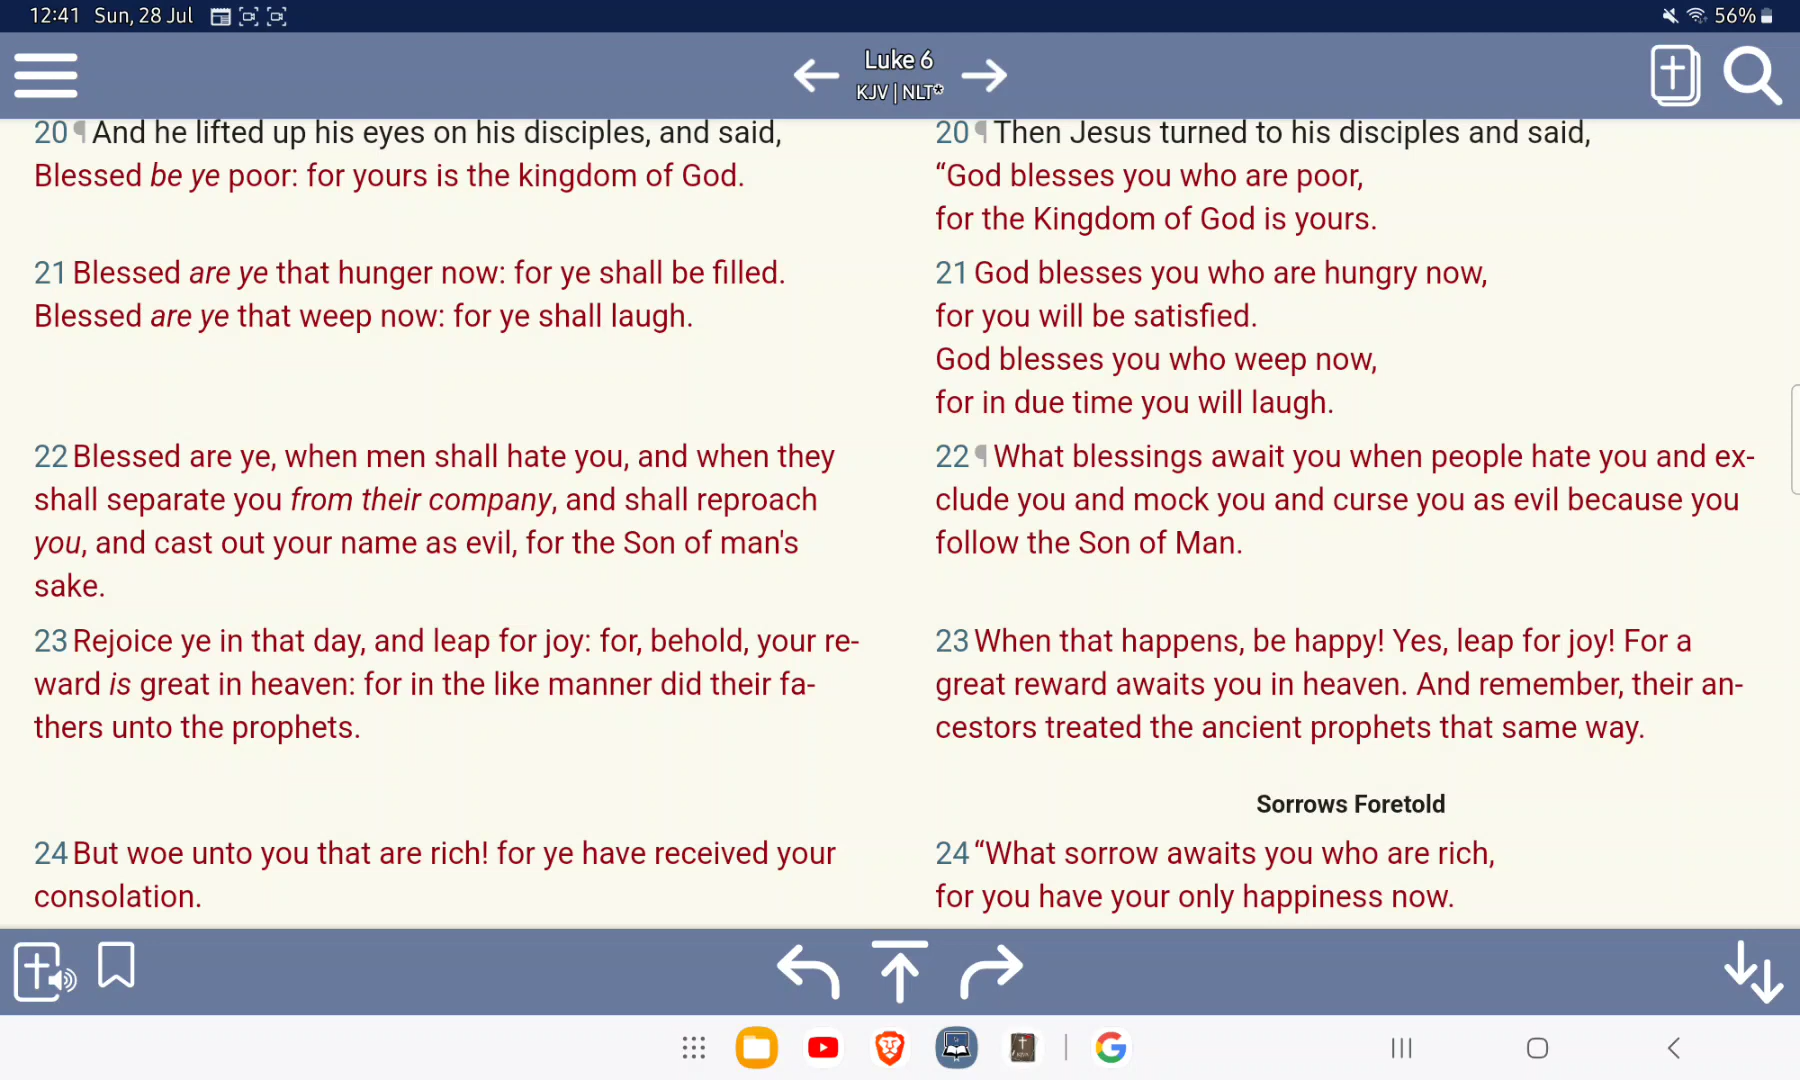 12:41 Sun, 28 Jul
56%
Luke 6
KJV | NLT*
20 ¶ And he lifted up his eyes on his disciples, and said,
Blessed be ye poor: for yours is the kingdom of God.
21 Blessed are ye that hunger now: for ye shall be filled.
Blessed are ye that weep now: for ye shall laugh.
22 Blessed are ye, when men shall hate you, and when they
shall separate you from their company, and shall reproach
you, and cast out your name as evil, for the Son of man's
sake.
23 Rejoice ye in that day, and leap for joy: for, behold, your re-
ward is great in heaven: for in the like manner did their fa-
thers unto the prophets.
24 But woe unto you that are rich! for ye have received your
consolation.
20 ¶ Then Jesus turned to his disciples and said,
“God blesses you who are poor,
for the Kingdom of God is yours.
21 God blesses you who are hungry now,
for you will be satisfied.
God blesses you who weep now,
for in due time you will laugh.
22 ¶ What blessings await you when people hate you and ex-
clude you and mock you and curse you as evil because you
follow the Son of Man.
23 When that happens, be happy! Yes, leap for joy! For a
great reward awaits you in heaven. And remember, their an-
cestors treated the ancient prophets that same way.
Sorrows Foretold
24 “What sorrow awaits you who are rich,
for you have your only happiness now.